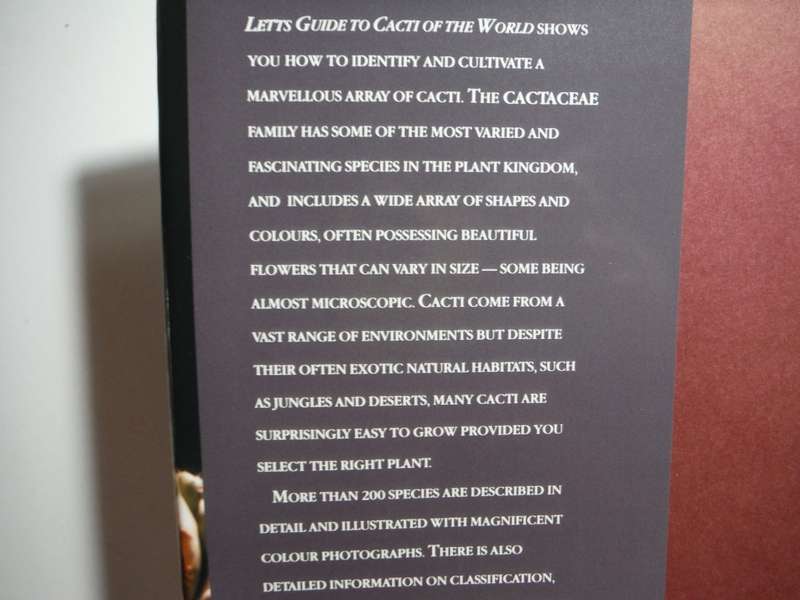 LETTS GUIDE TO CACTI OF THE WORLD SHOWS
YOU HOW TO IDENTIFY AND CULTIVATE A
MARVELLOUS ARRAY OF CACTI. THE CACTACEAE
FAMILY HAS SOME OF THE MOST VARIED AND
FASCINATING SPECIES IN THE PLANT KINGDOM,
AND INCLUDES A WIDE ARRAY OF SHAPES AND
COLOURS, OFTEN POSSESSING BEAUTIFUL
FLOWERS THAT CAN VARY IN SIZE — SOME BEING
ALMOST MICROSCOPIC. CACTI COME FROM A
VAST RANGE OF ENVIRONMENTS BUT DESPITE
THEIR OFTEN EXOTIC NATURAL HABITATS, SUCH
AS JUNGLES AND DESERTS, MANY CACTI ARE
SURPRISINGLY EASY TO GROW PROVIDED YOU
SELECT THE RIGHT PLANT.
MORE THAN 200 SPECIES ARE DESCRIBED IN
DETAIL AND ILLUSTRATED WITH MAGNIFICENT
COLOUR PHOTOGRAPHS. THERE IS ALSO
DETAILED INFORMATION ON CLASSIFICATION,